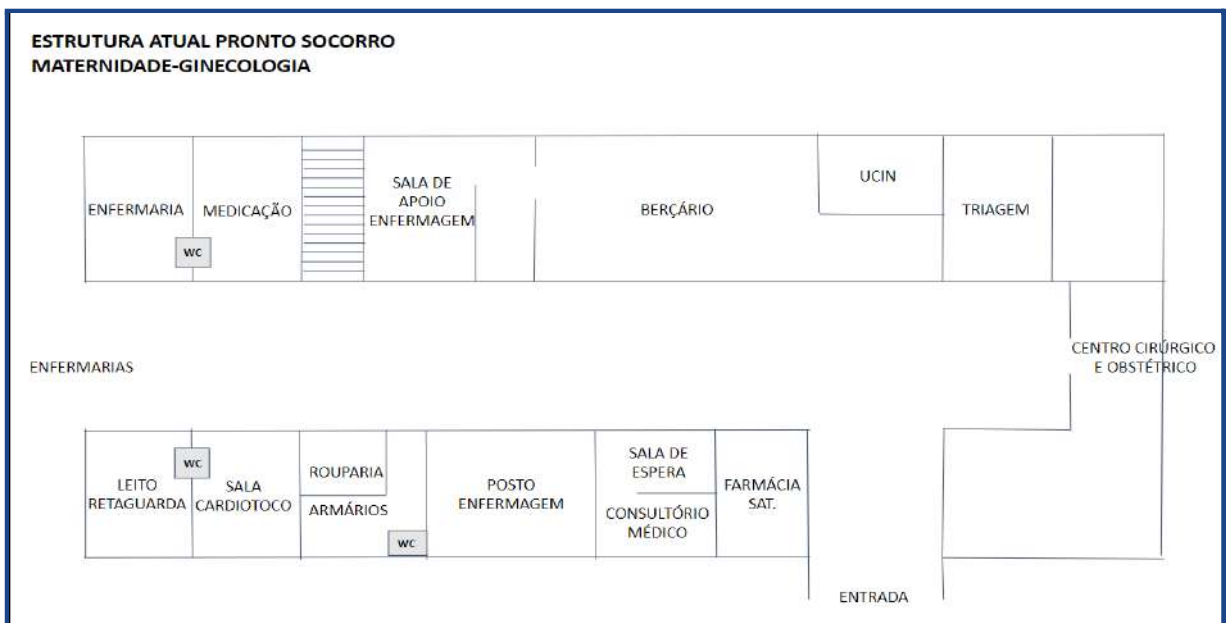 ESTRUTURA ATUAL PRONTO SOCORRO
MATERNIDADE-GINECOLOGIA
ENFERMARIA
MEDICAÇÃO
WC
SALA DE
APOIO
ENFERMAGEM
BERÇÁRIO
UCIN
TRIAGEM
ENFERMARIAS
CENTRO CIRÚRGICO
E OBSTÉTRICO
LEITO
RETAGUARDA
WC
SALA
CARDIOTOCO
ROUPARIA
ARMÁRIOS
WC
POSTO
ENFERMAGEM
SALA DE
ESPERA
CONSULTÓRIO
MÉDICO
FARMÁCIA
SAT.
ENTRADA